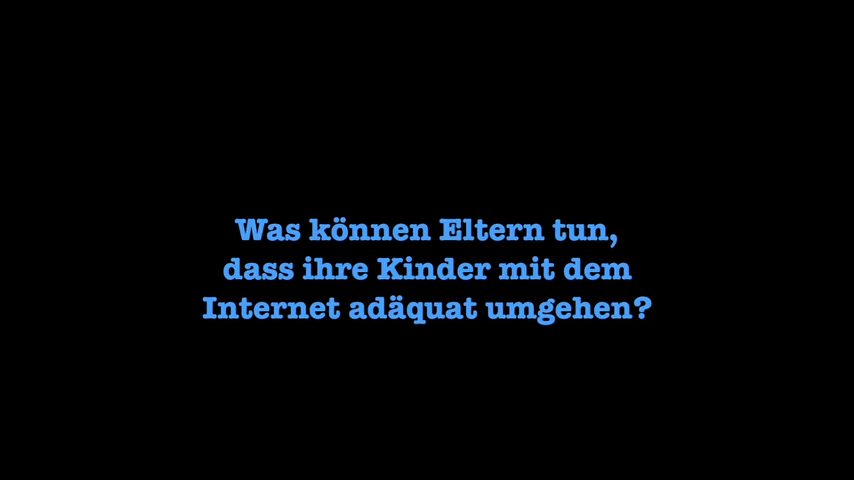 Was können Eltern tun,
dass ihre Kinder mit dem
Internet adäquat umgehen?